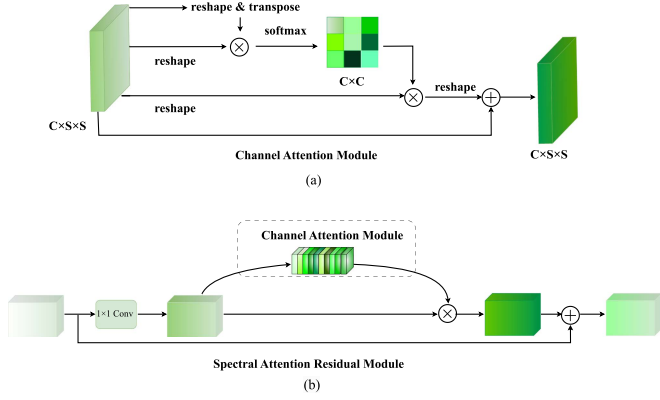 reshape & transpose
softmax
reshape
C×C
reshape
reshape
C×S×S
C×S×S
Channel Attention Module
(a)
Channel Attention Module
1×1 Conv
Spectral Attention Residual Module
(b)